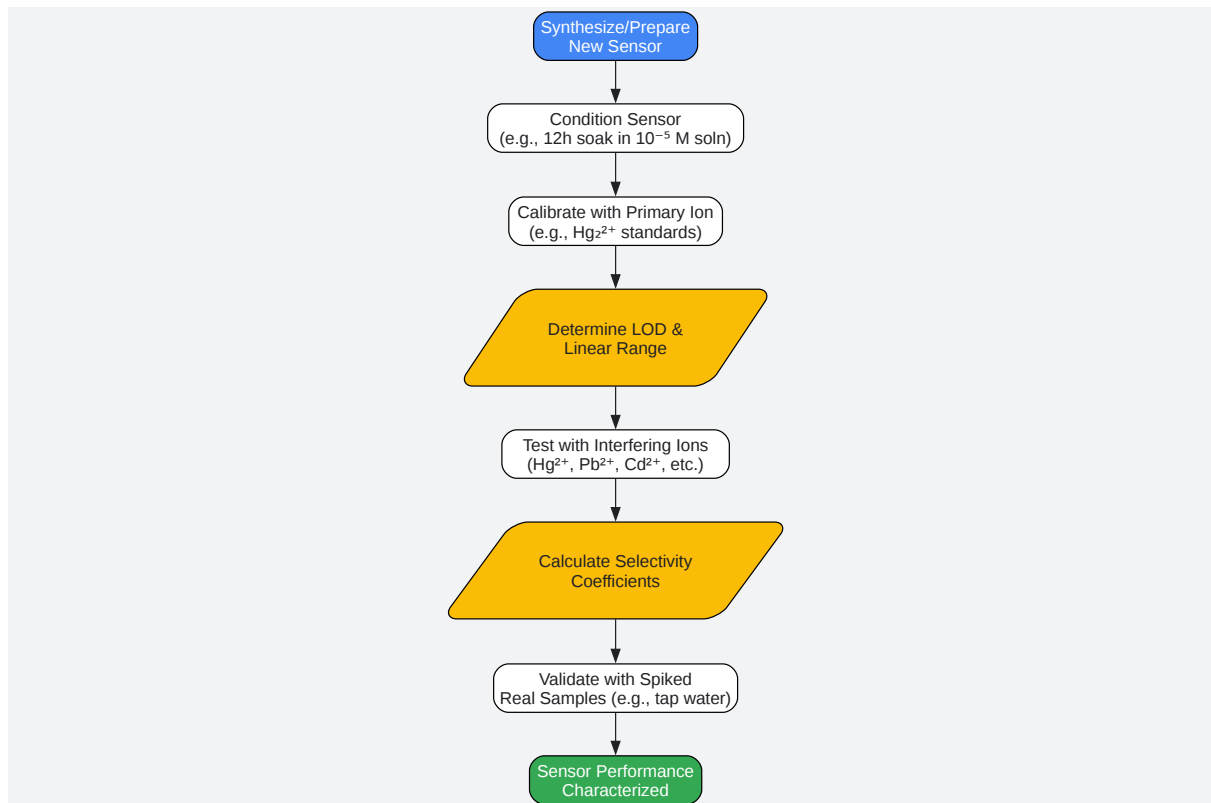 Synthesize/Prepare
New Sensor
Condition Sensor
(e.g., 12h soak in 10⁻⁵ M soln)
Calibrate with Primary Ion
(e.g., Hg₂²⁺ standards)
Determine LOD &
Linear Range
Test with Interfering Ions
(Hg²⁺, Pb²⁺, Cd²⁺, etc.)
Calculate Selectivity
Coefficients
Validate with Spiked
Real Samples (e.g., tap water)
Sensor Performance
Characterized